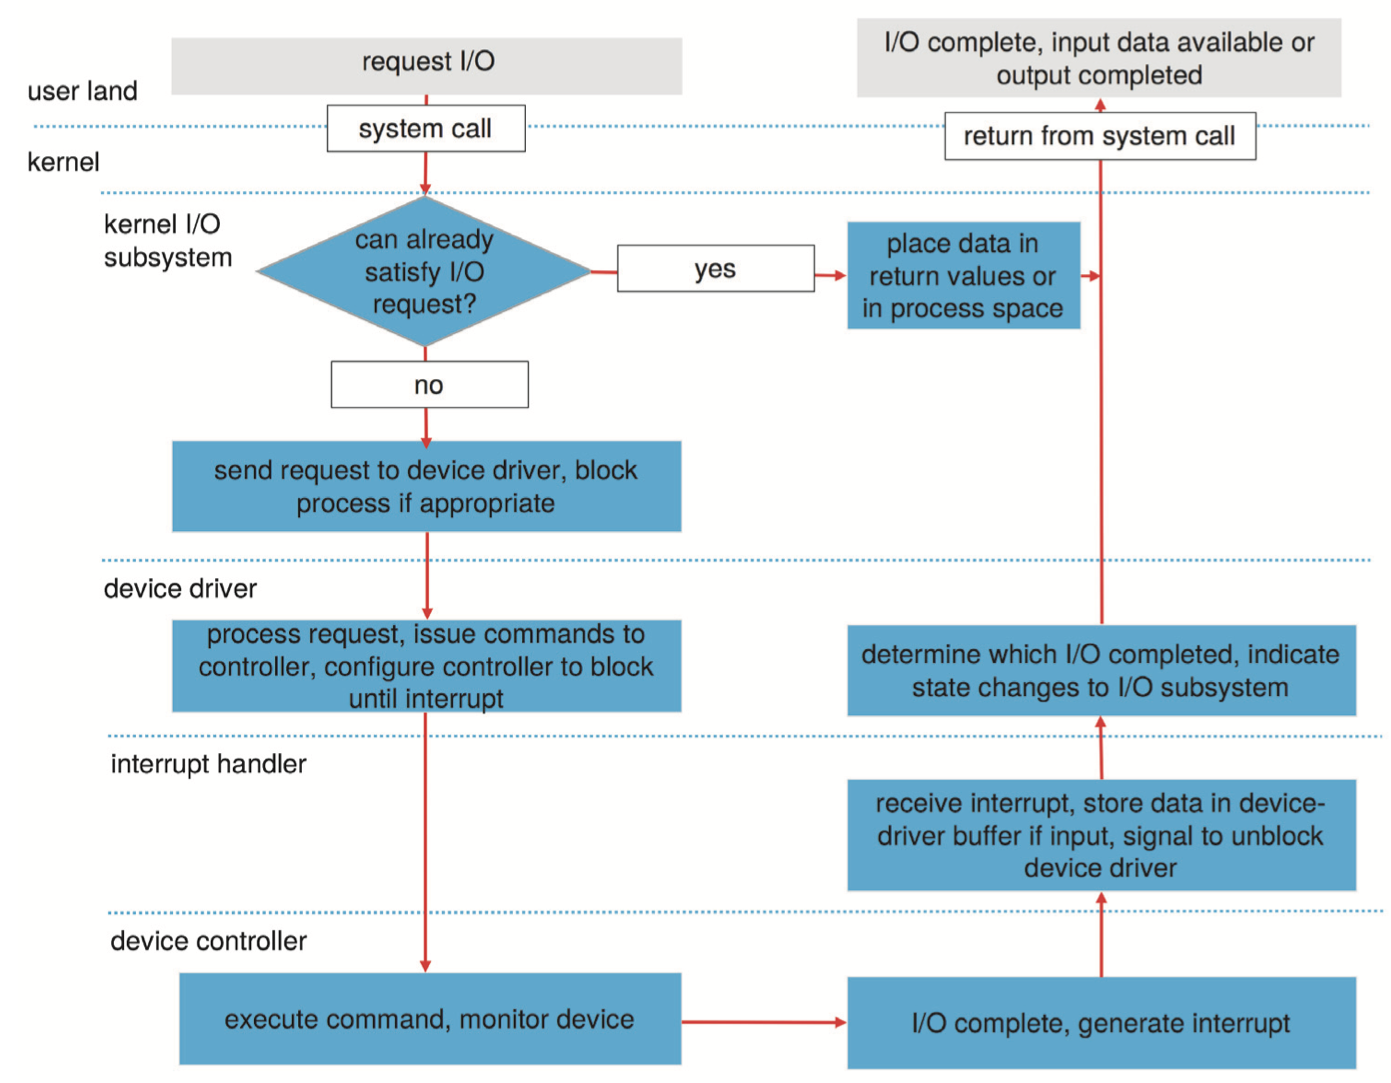 request I/O
I/O complete, input data available or
output completed
user land
system call
return from system call
kernel
kernel I/O
subsystem
can already
satisfy I/O
request?
yes
place data in
return values or
in process space
no
send request to device driver, block
process if appropriate
device driver
process request, issue commands to
controller, configure controller to block
until interrupt
determine which I/O completed, indicate
state changes to I/O subsystem
interrupt handler
receive interrupt, store data in device-
driver buffer if input, signal to unblock
device driver
device controller
execute command, monitor device
I/O complete, generate interrupt